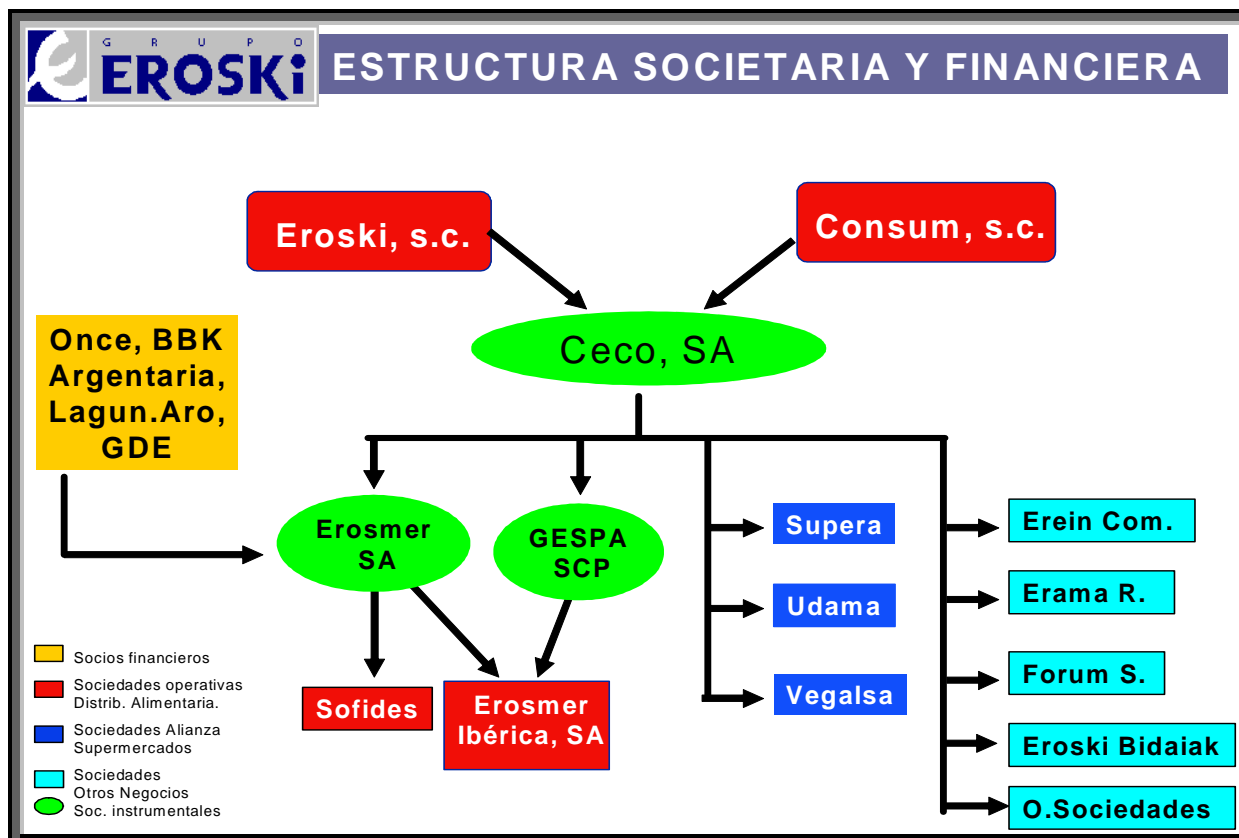 GRUPO
EROSKi
ESTRUCTURA SOCIETARIA Y FINANCIERA
Eroski, s.c.
Consum, s.c.
Ceco, SA
Once, BBK
Argentaria,
Lagun.Aro,
GDE
Erosmer
SA
GESPA
SCP
Sofides
Erosmer
Ibérica, SA
Supera
Udama
Vegalsa
Erein Com.
Erama R.
Forum S.
Eroski Bidaiak
O.Sociedades
Socios financieros
Sociedades operativas
Distrib. Alimentaria.
Sociedades Alianza
Supermercados
Sociedades
Otros Negocios
Soc. instrumentales